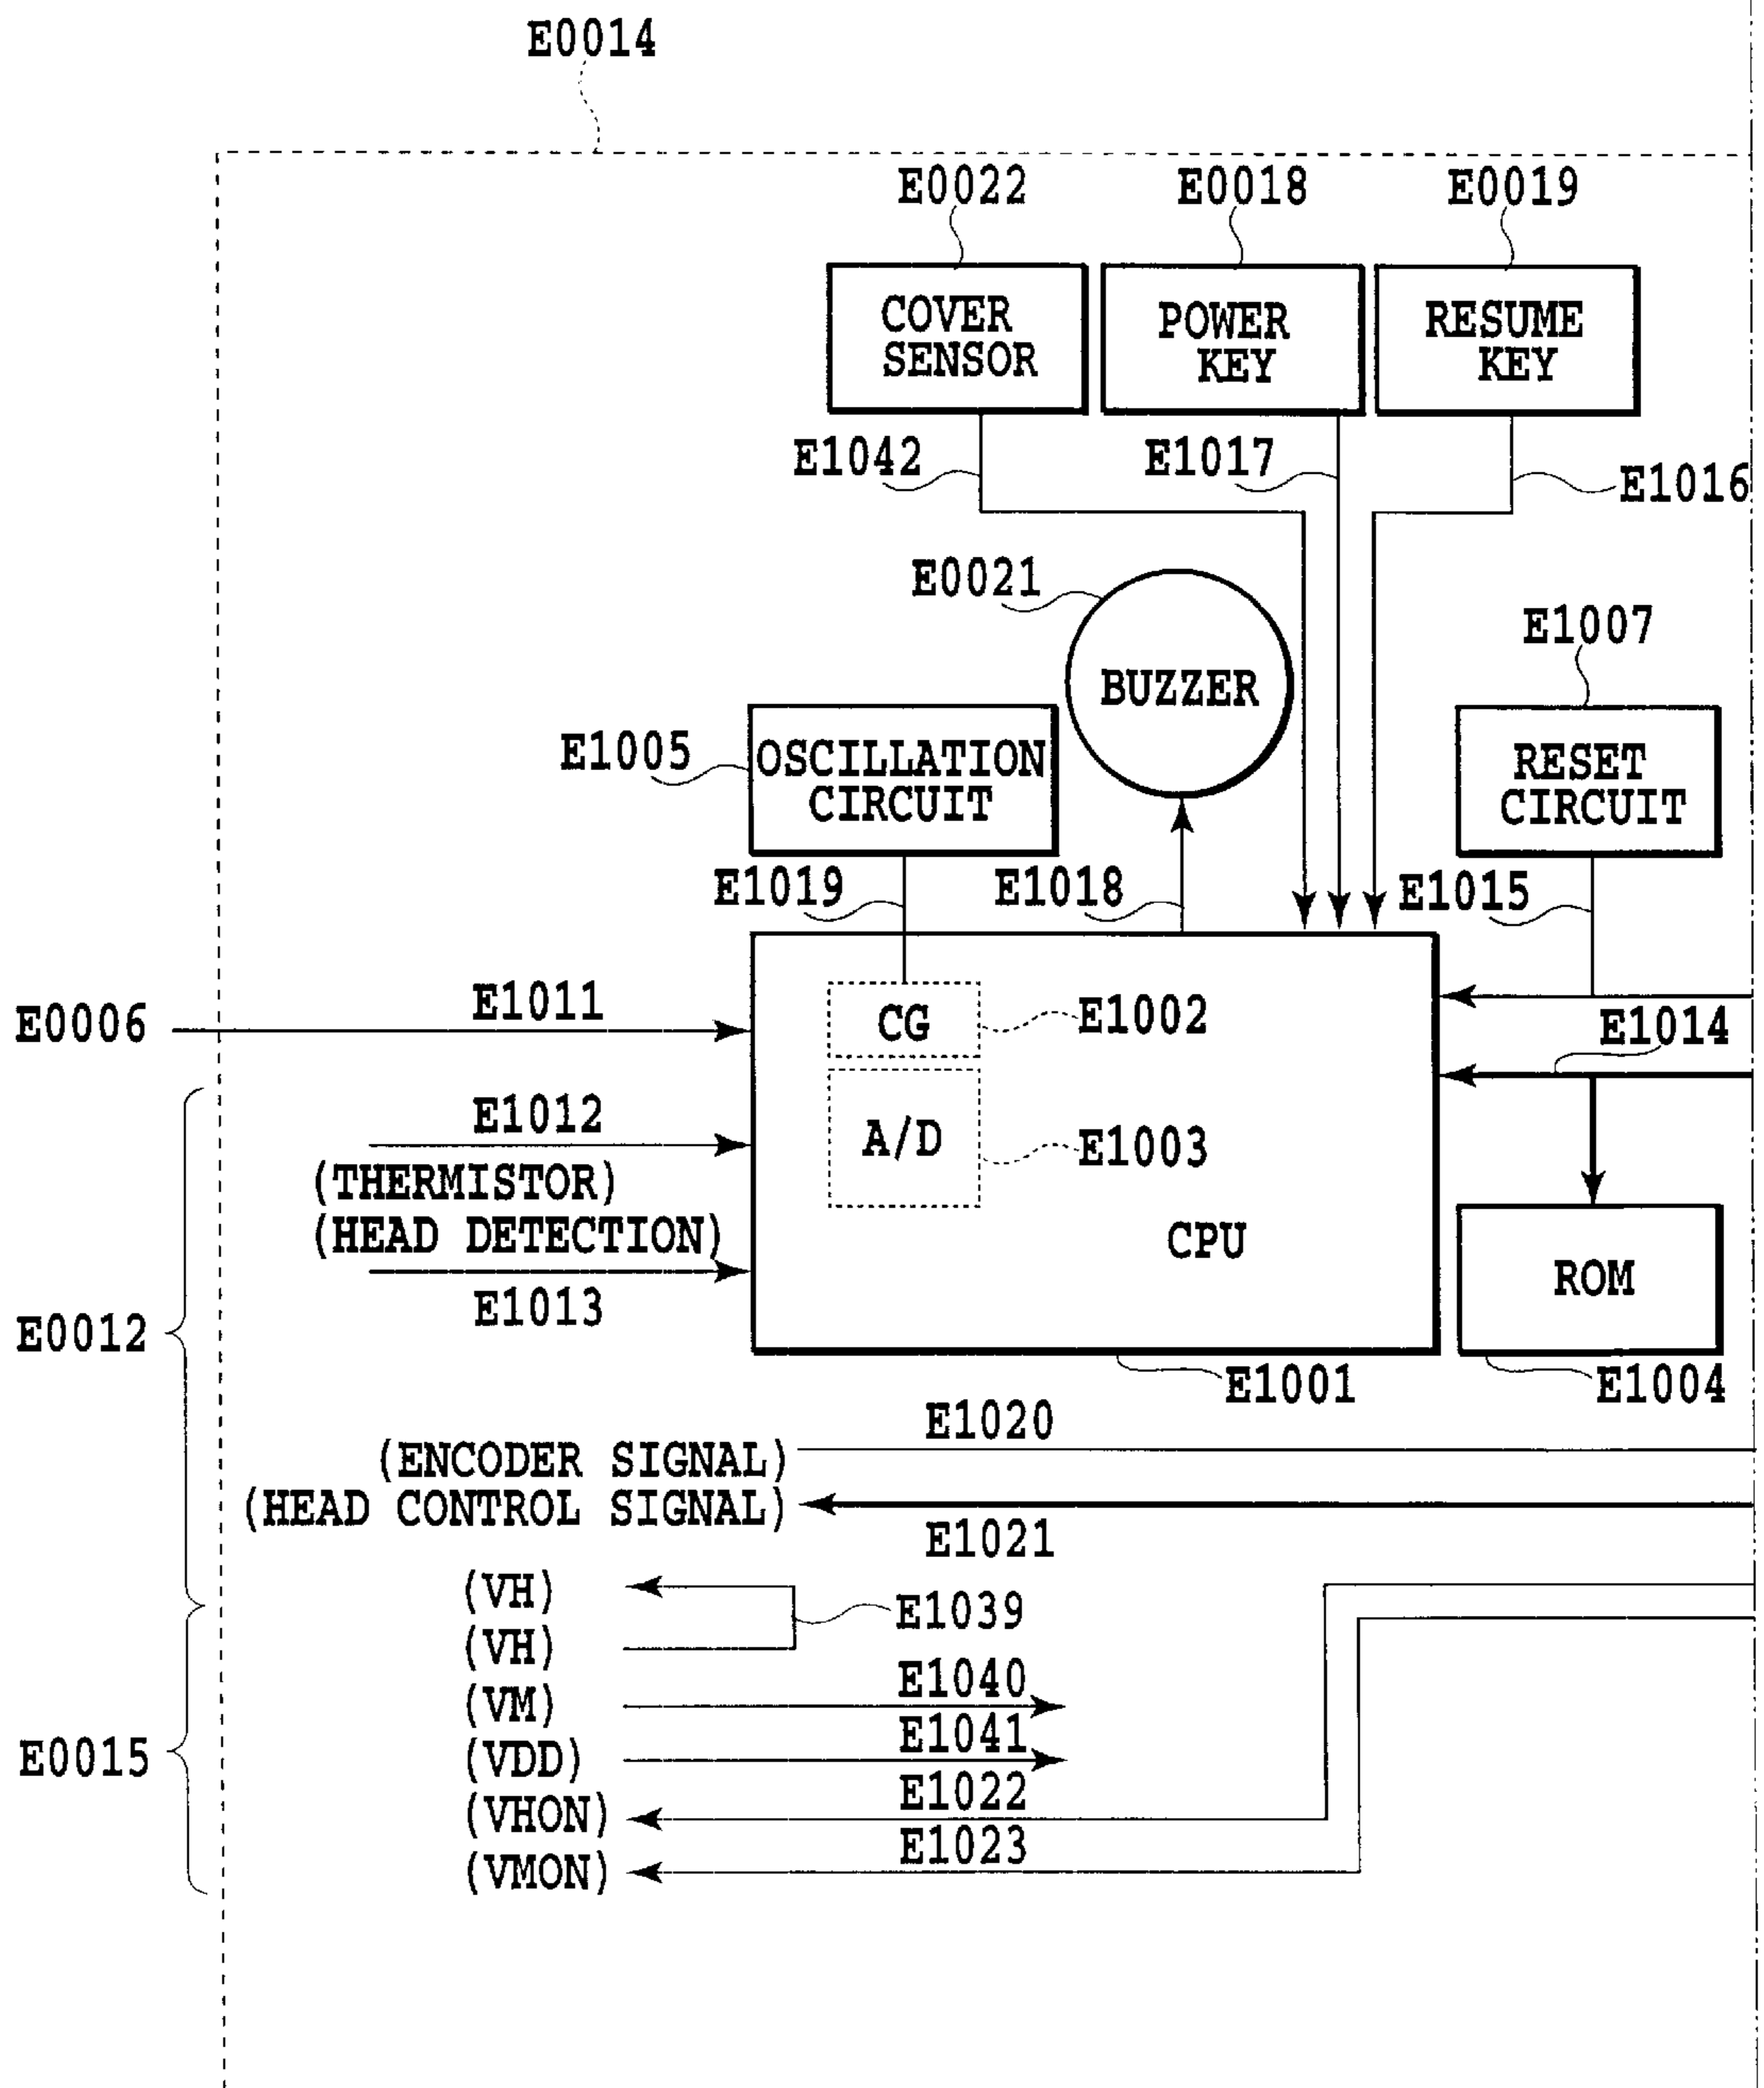 E0014
E0022
E0018
E0019
COVER
SENSOR
POWER
KEY
RESUME
KEY
E1042
E1017
E1016
E0021
BUZZER
E1007
E1005
OSCILLATION
CIRCUIT
RESET
CIRCUIT
E1019
E1018
E1015
E0006
E1011
CG
E1002
E1014
E1012
(THERMISTOR)
A/D
E1003
(HEAD DETECTION)
E1013
CPU
ROM
E0012
E1001
E1004
E1020
(ENCODER SIGNAL)
(HEAD CONTROL SIGNAL)
E1021
(VH)
E1039
(VH)
E1040
(VM)
E1041
E0015
(VDD)
E1022
(VHON)
E1023
(VMON)